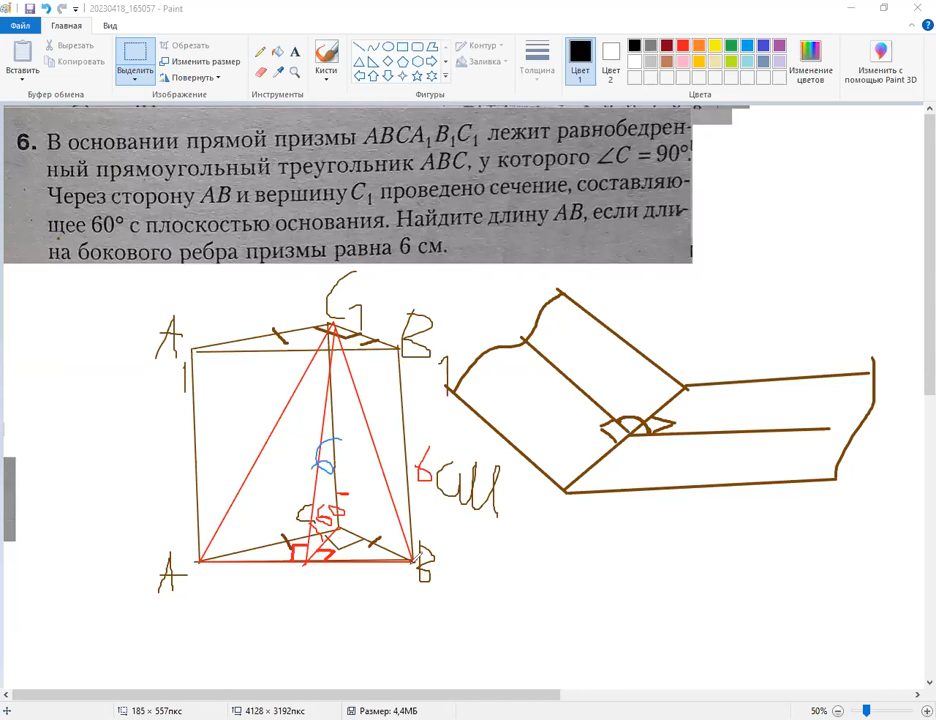 20230418_165057 - Paint
Файл
Главная
Вид
Вставить
Вырезать
Копировать
Буфер обмена
Выделить
Обрезать
Изменить размер
Повернуть
Изображение
Инструменты
Кисти
Контур
Заливка
Фигуры
Толщина
Цвет 1
Цвет 2
Цвета
Изменение цветов
Изменить с помощью Paint 3D
6. В основании прямой призмы ABCA₁B₁C₁ лежит равнобедрен-
ный прямоугольный треугольник ABC, у которого ∠C = 90°.
Через сторону AB и вершину C₁ проведено сечение, составляю-
щее 60° с плоскостью основания. Найдите длину AB, если дли-
на бокового ребра призмы равна 6 см.
C₁
A₁
B₁
6
6 см
C
60°
A
B
185 × 557пкс
4128 × 3192пкс
Размер: 4,4МБ
50%